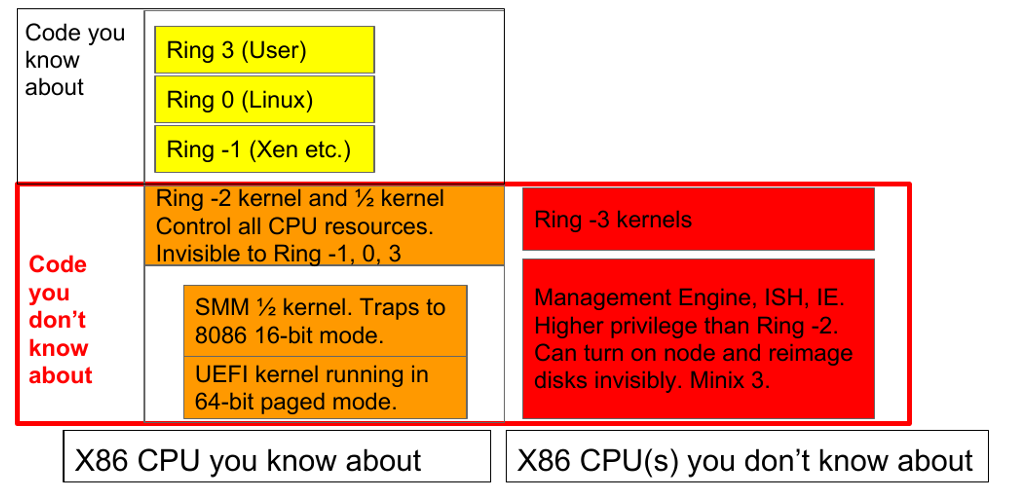 Code you
know
about
Ring 3 (User)
Ring 0 (Linux)
Ring -1 (Xen etc.)
Code
you
don’t
know
about
Ring -2 kernel and ½ kernel
Control all CPU resources.
Invisible to Ring -1, 0, 3
SMM ½ kernel. Traps to
8086 16-bit mode.
UEFI kernel running in
64-bit paged mode.
Ring -3 kernels
Management Engine, ISH, IE.
Higher privilege than Ring -2.
Can turn on node and reimage
disks invisibly. Minix 3.
X86 CPU you know about
X86 CPU(s) you don’t know about